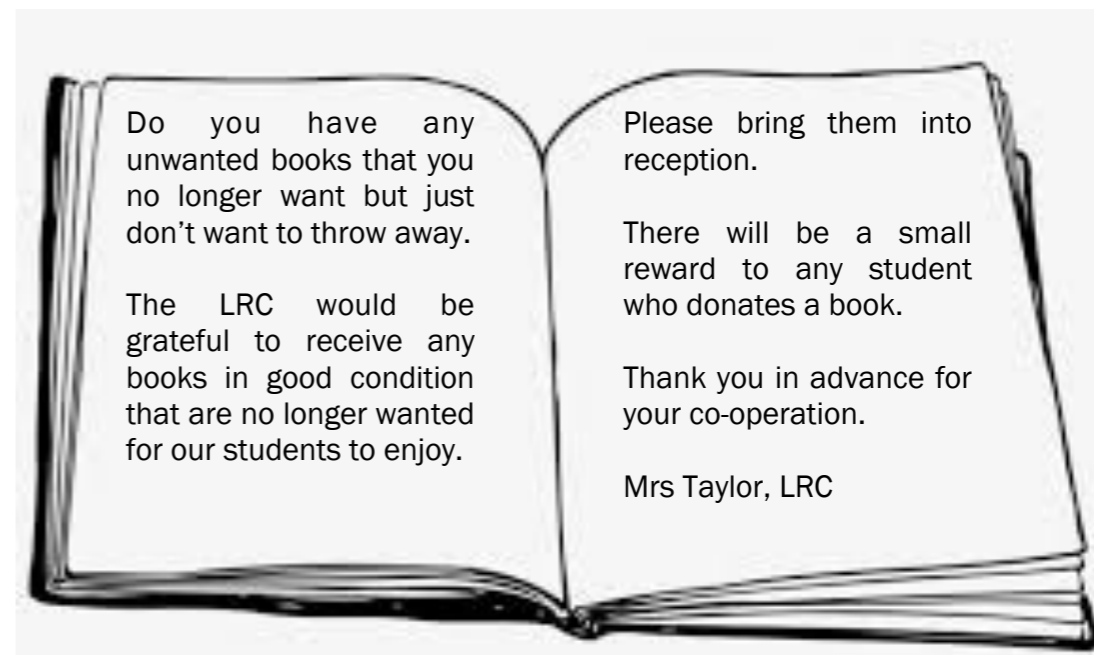 Do you have any
unwanted books that you
no longer want but just
don't want to throw away.
The LRC would be
grateful to receive any
books in good condition
that are no longer wanted
for our students to enjoy.
Please bring them into
reception.
There will be a small
reward to any student
who donates a book.
Thank you in advance for
your co-operation.
Mrs Taylor, LRC